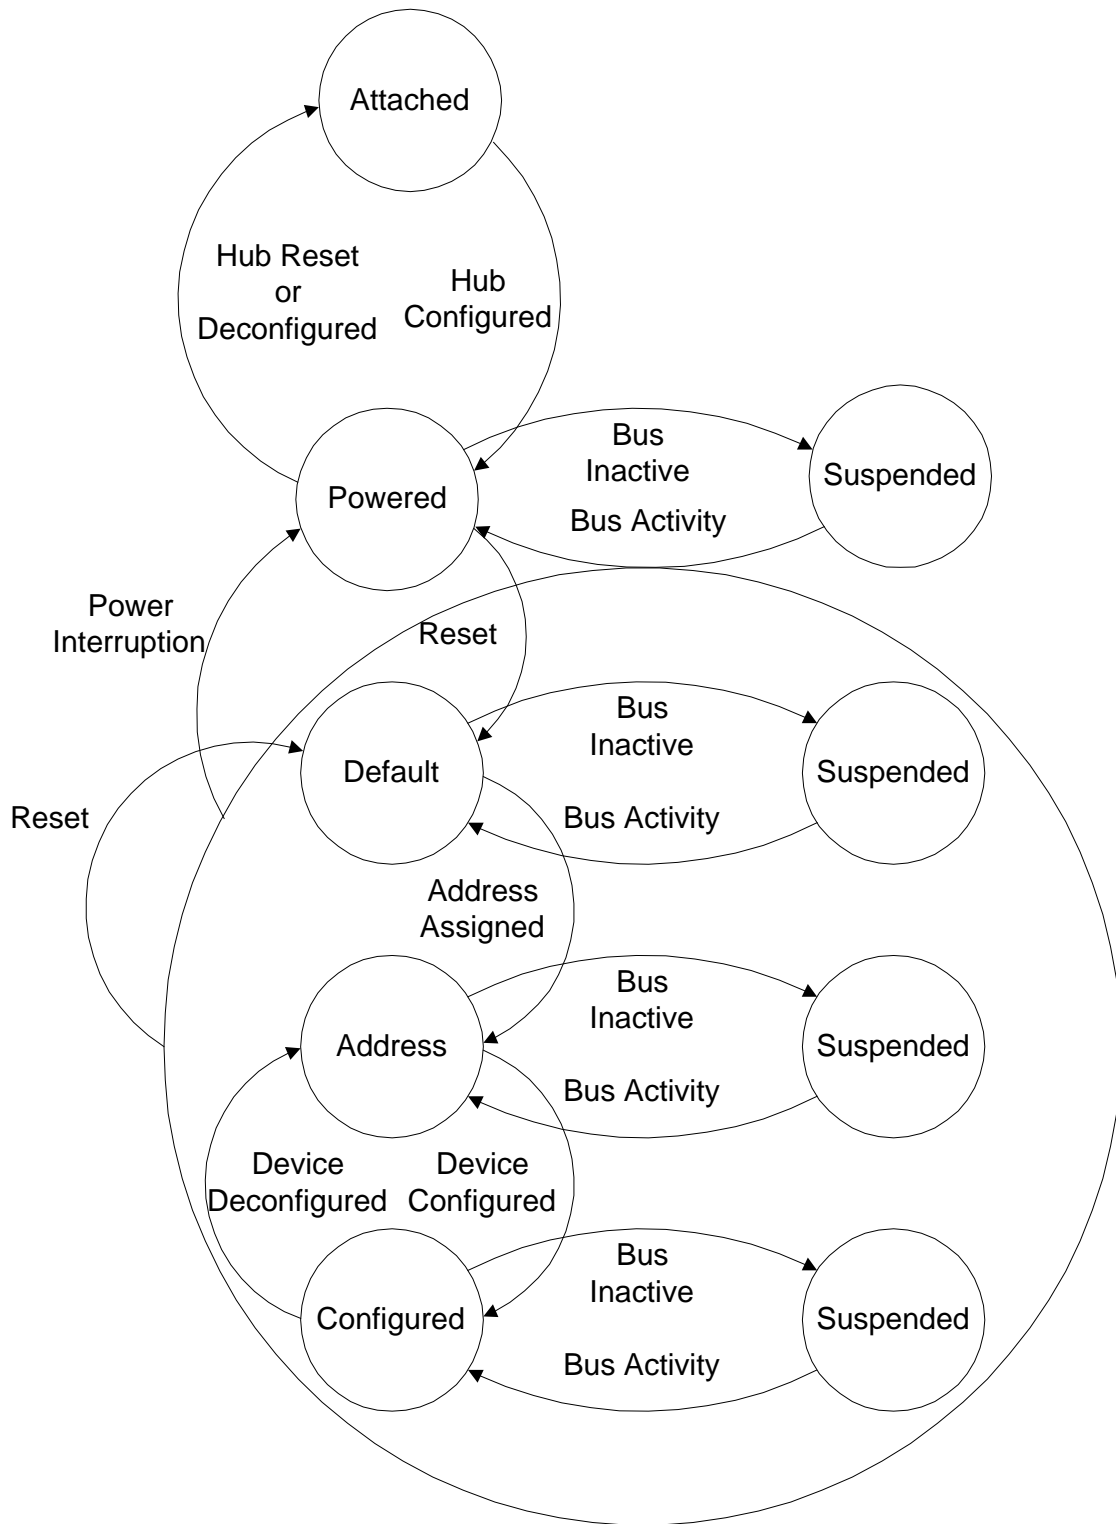 Attached
Hub Reset
or
Deconfigured
Hub
Configured
Powered
Bus
Inactive
Bus Activity
Suspended
Power
Interruption
Reset
Default
Bus
Inactive
Bus Activity
Suspended
Reset
Address
Assigned
Address
Bus
Inactive
Bus Activity
Suspended
Device
Deconfigured
Device
Configured
Configured
Bus
Inactive
Bus Activity
Suspended